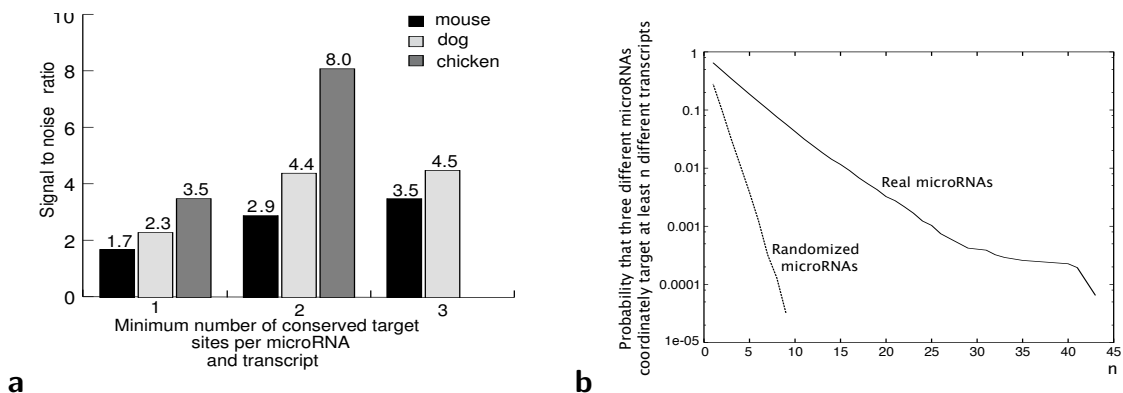 10
8
6
4
2
0
Signal to noise ratio
mouse
dog
chicken
1.7
2.3
3.5
2.9
4.4
8.0
3.5
4.5
1
2
3
Minimum number of conserved target
sites per microRNA
and transcript
a
Probability that three different microRNAs
coordinately target at least n different transcripts
1
0.1
0.01
0.001
0.0001
1e-05
Real microRNAs
Randomized
microRNAs
0 5 10 15 20 25 30 35 40 45
n
b